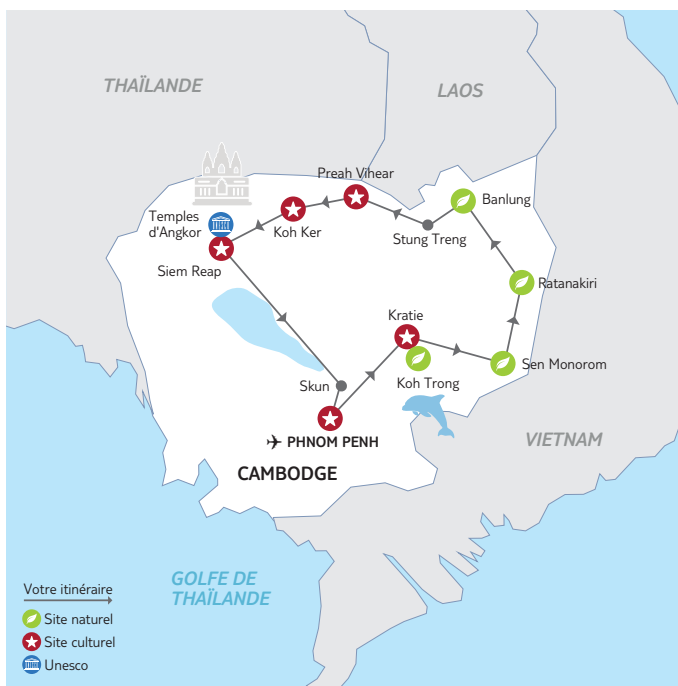 THAÏLANDE
LAOS
Preah Vihear
Banlung
Temples
d'Angkor
Koh Ker
Stung Treng
Siem Reap
Ratanakiri
Kratie
Sen Monorom
Skun
Koh Trong
PHNOM PENH
VIETNAM
CAMBODGE
GOLFE DE
THAÏLANDE
Votre itinéraire
Site naturel
Site culturel
Unesco